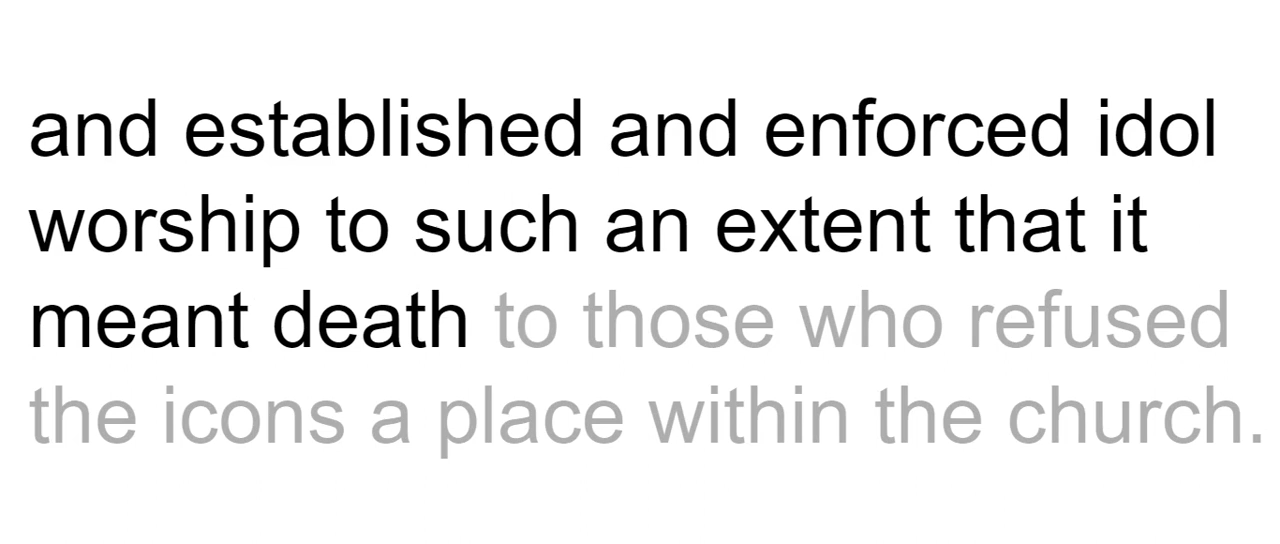 and established and enforced idol
worship to such an extent that it
meant death to those who refused
the icons a place within the church.